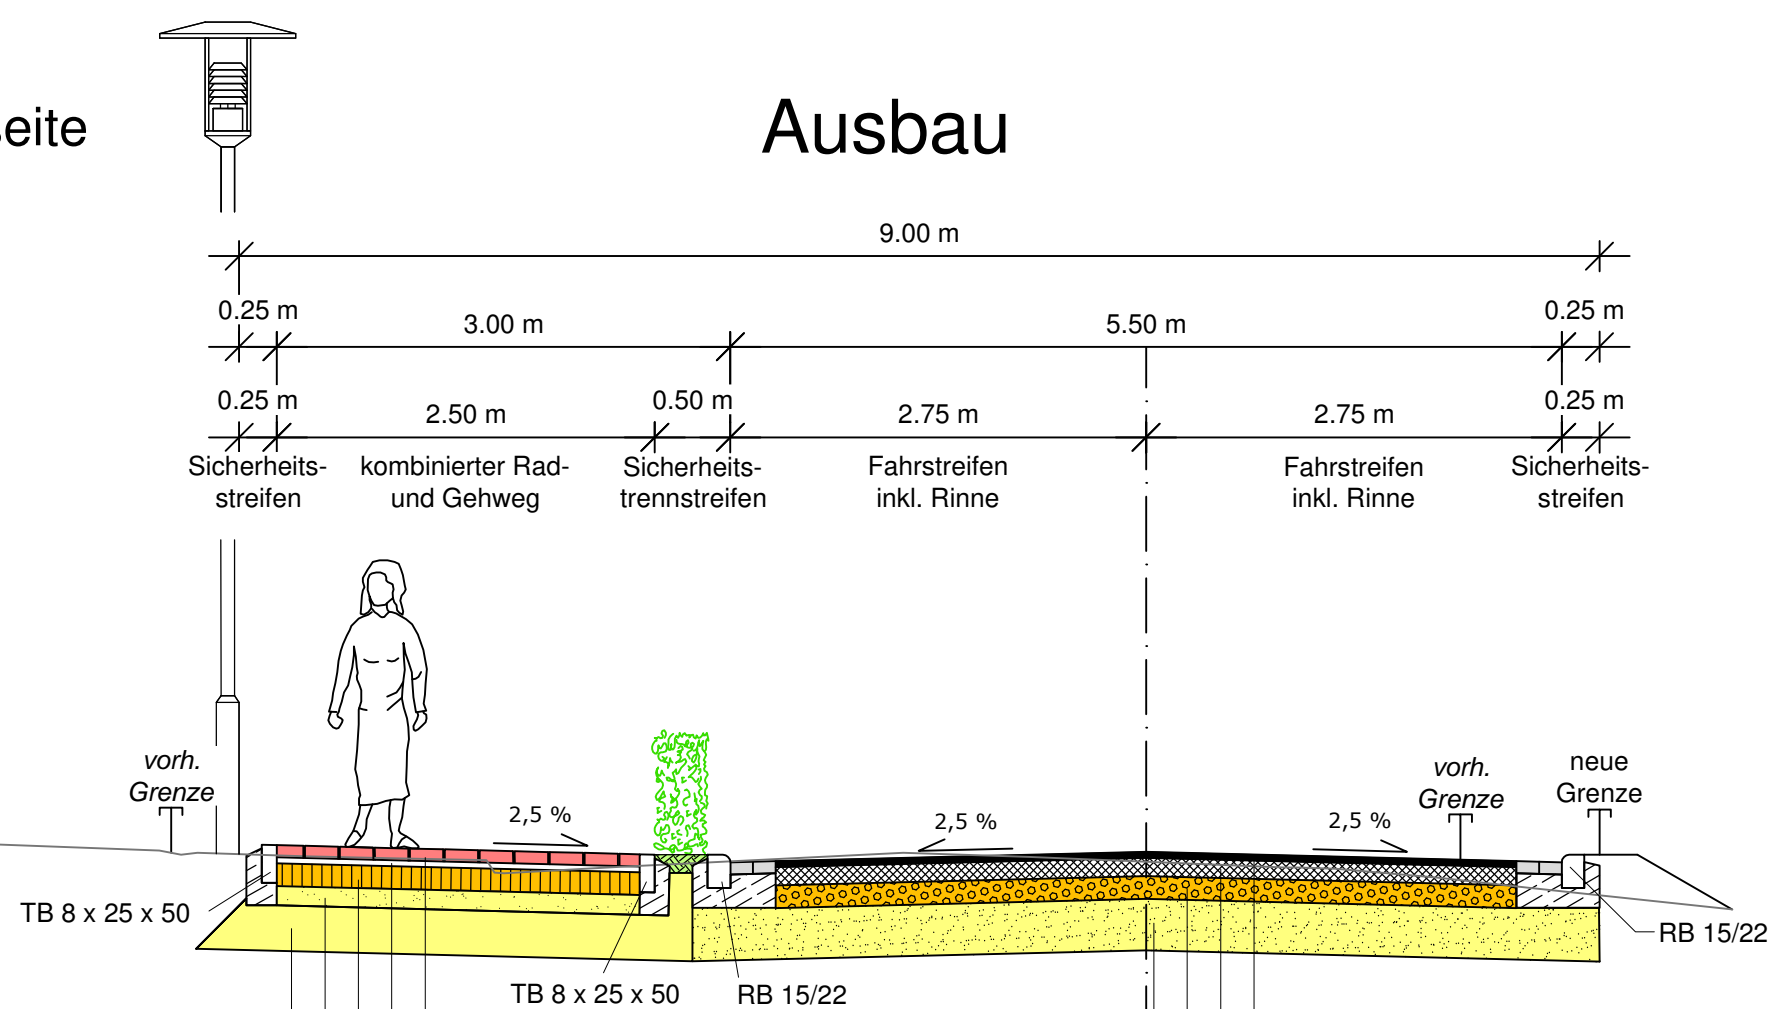 seite
Ausbau
9.00 m
0.25 m
3.00 m
5.50 m
0.25 m
0.25 m
2.50 m
0.50 m
2.75 m
2.75 m
0.25 m
Sicherheits-
streifen
kombinierter Rad-
und Gehweg
Sicherheits-
trennstreifen
Fahrstreifen
inkl. Rinne
Fahrstreifen
inkl. Rinne
Sicherheits-
streifen
vorh.
Grenze
2,5 %
2,5 %
2,5 %
vorh.
Grenze
neue
Grenze
TB 8 x 25 x 50
TB 8 x 25 x 50
RB 15/22
RB 15/22